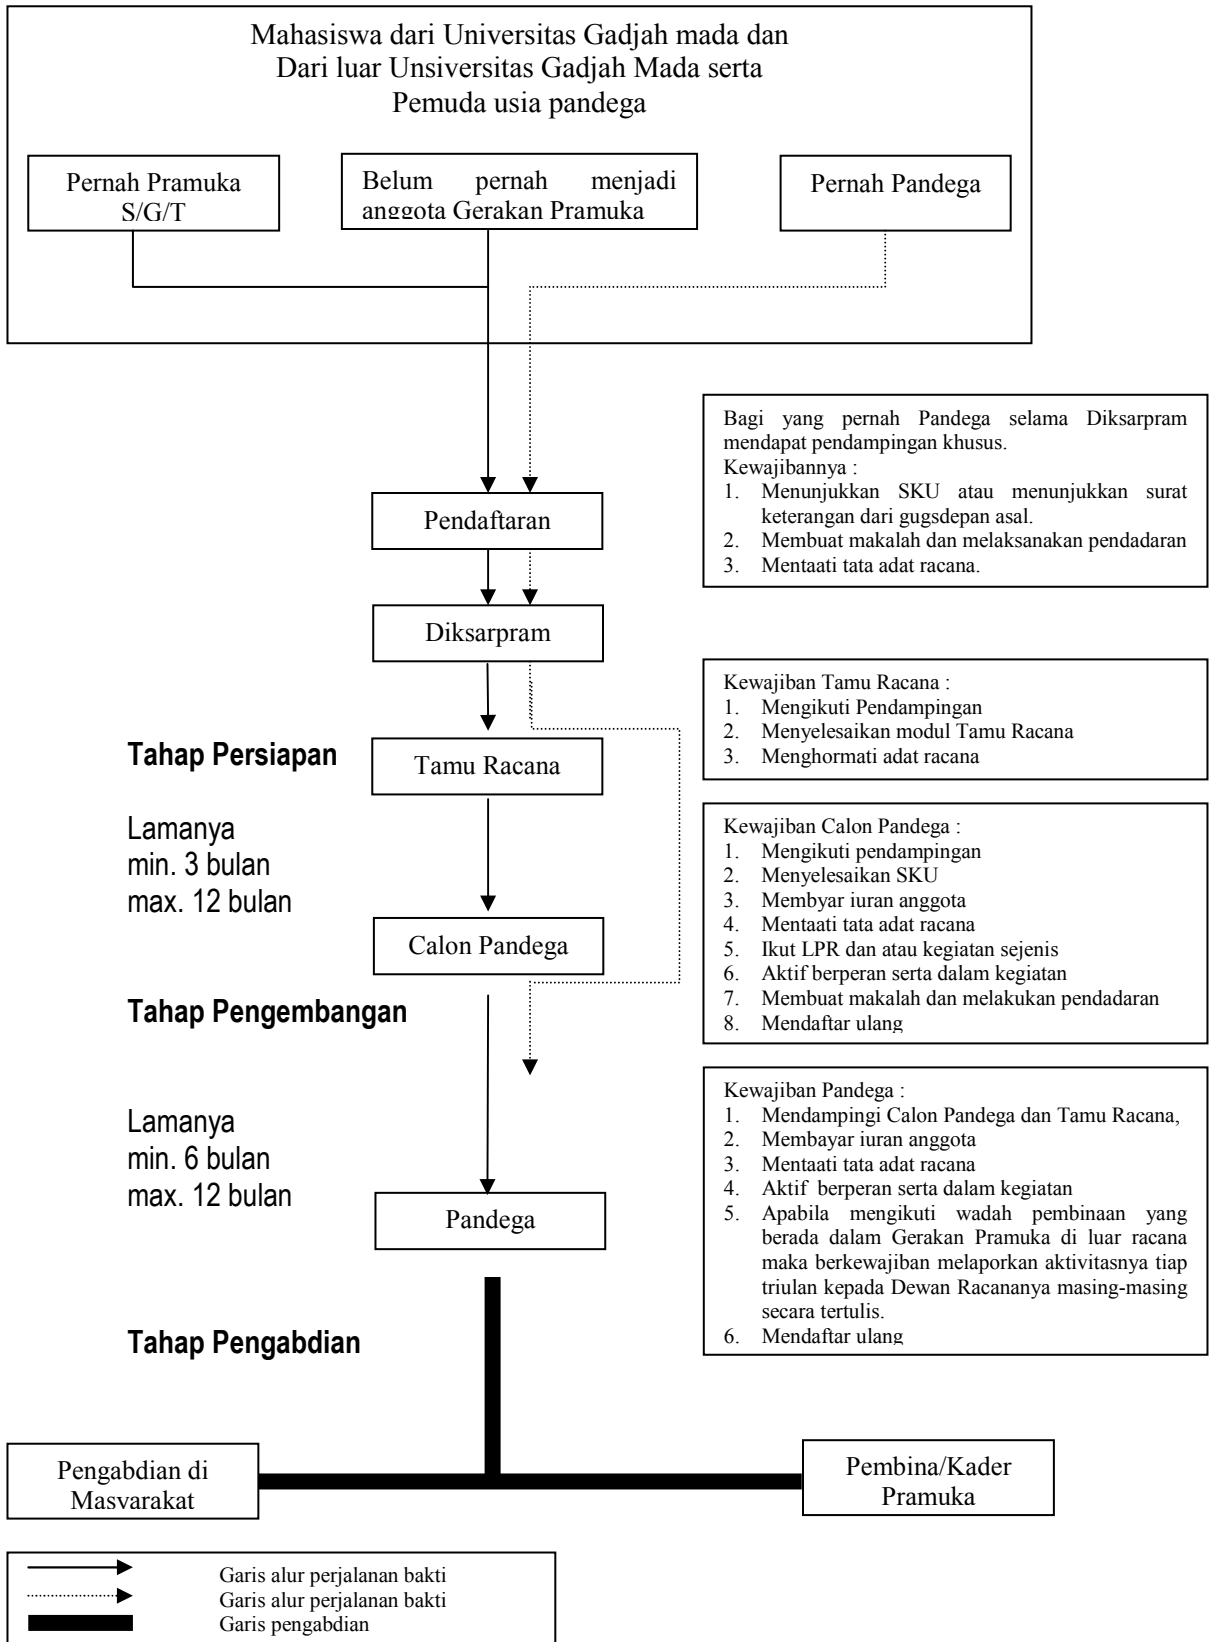 Mahasiswa dari Universitas Gadjah mada dan
Dari luar Unsiversitas Gadjah Mada serta
Pemuda usia pandega
Pernah Pramuka
S/G/T
Belum pernah menjadi
anggota Gerakan Pramuka
Pernah Pandega
Bagi yang pernah Pandega selama Diksarpram
mendapat pendampingan khusus.
Kewajibannya :
1. Menunjukkan SKU atau menunjukkan surat
keterangan dari gugsdepan asal.
2. Membuat makalah dan melaksanakan pendadaran
3. Mentaati tata adat racana.
Pendaftaran
Diksarpram
Kewajiban Tamu Racana :
1. Mengikuti Pendampingan
2. Menyelesaikan modul Tamu Racana
3. Menghormati adat racana
Tahap Persiapan
Tamu Racana
Lamanya
min. 3 bulan
max. 12 bulan
Kewajiban Calon Pandega :
1. Mengikuti pendampingan
2. Menyelesaikan SKU
3. Membyar iuran anggota
4. Mentaati tata adat racana
5. Ikut LPR dan atau kegiatan sejenis
6. Aktif berperan serta dalam kegiatan
7. Membuat makalah dan melakukan pendadaran
8. Mendaftar ulang
Calon Pandega
Tahap Pengembangan
Lamanya
min. 6 bulan
max. 12 bulan
Kewajiban Pandega :
1. Mendampingi Calon Pandega dan Tamu Racana,
2. Membayar iuran anggota
3. Mentaati tata adat racana
4. Aktif berperan serta dalam kegiatan
5. Apabila mengikuti wadah pembinaan yang
berada dalam Gerakan Pramuka di luar racana
maka berkewajiban melaporkan aktivitasnya tiap
triulan kepada Dewan Racananya masing-masing
secara tertulis.
6. Mendaftar ulang
Pandega
Tahap Pengabdian
Pengabdian di
Masyarakat
Pembina/Kader
Pramuka
Garis alur perjalanan bakti
Garis alur perjalanan bakti
Garis pengabdian